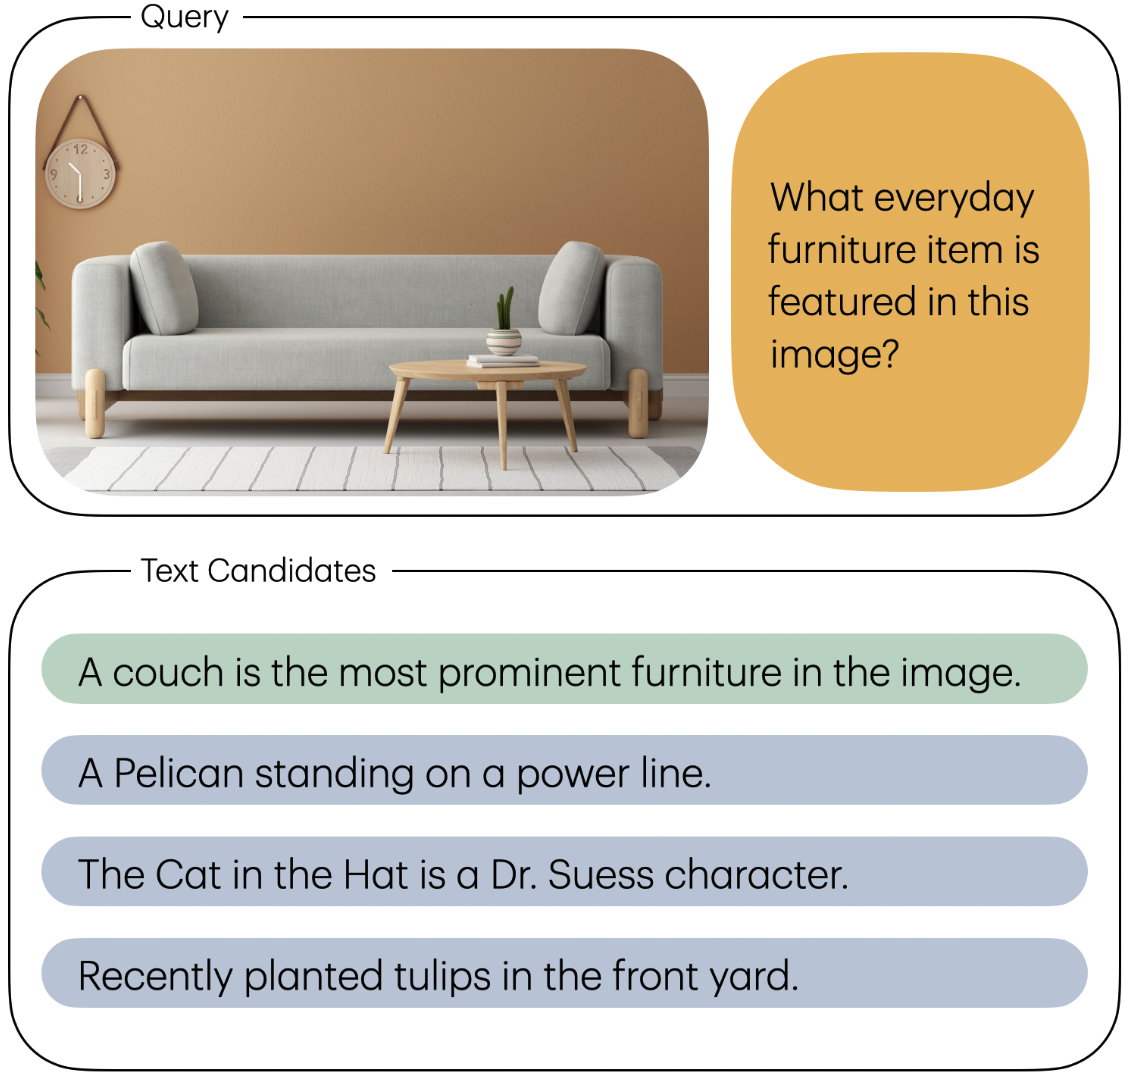 Query
12
9 3
What everyday
furniture item is
featured in this
image?
Text Candidates
A couch is the most prominent furniture in the image.
A Pelican standing on a power line.
The Cat in the Hat is a Dr. Suess character.
Recently planted tulips in the front yard.